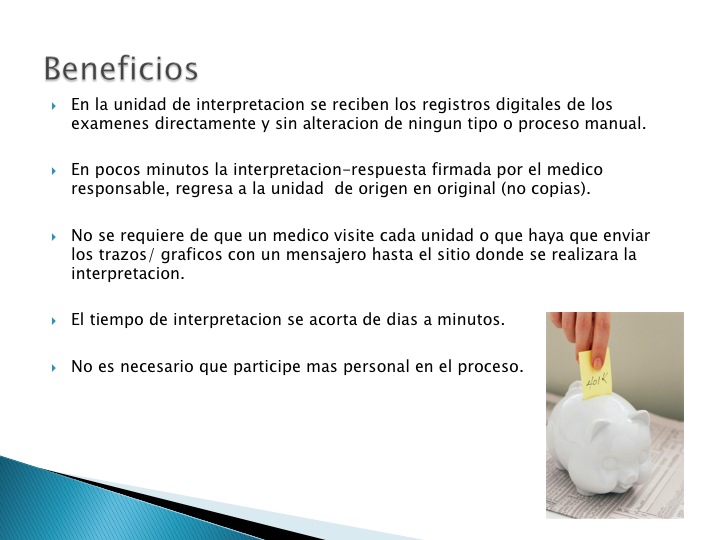 Beneficios
En la unidad de interpretacion se reciben los registros digitales de los
examenes directamente y sin alteracion de ningun tipo o proceso manual.
En pocos minutos la interpretacion-respuesta firmada por el medico
responsable, regresa a la unidad de origen en original (no copias).
No se requiere de que un medico visite cada unidad o que haya que enviar
los trazos/ graficos con un mensajero hasta el sitio donde se realizara la
interpretacion.
El tiempo de interpretacion se acorta de dias a minutos.
No es necesario que participe mas personal en el proceso.
401K